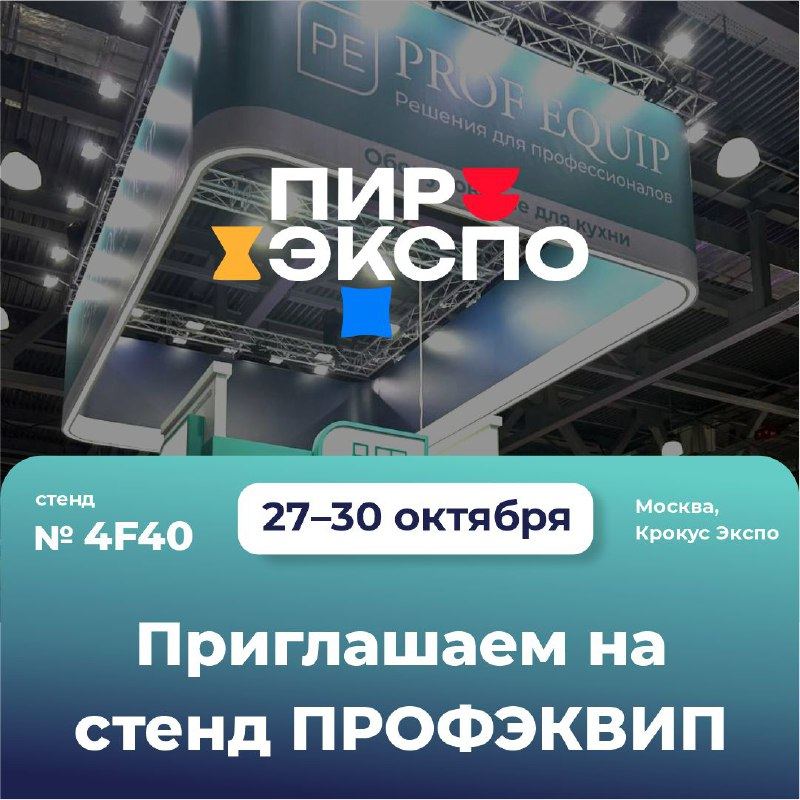 PE PROF EQUIP
Решения для профессионалов
для кухни
ПИР
ЭКСПО
стенд
№ 4F40
27–30 октября
Москва,
Крокус Экспо
Приглашаем на
стенд ПРОФЭКВИП